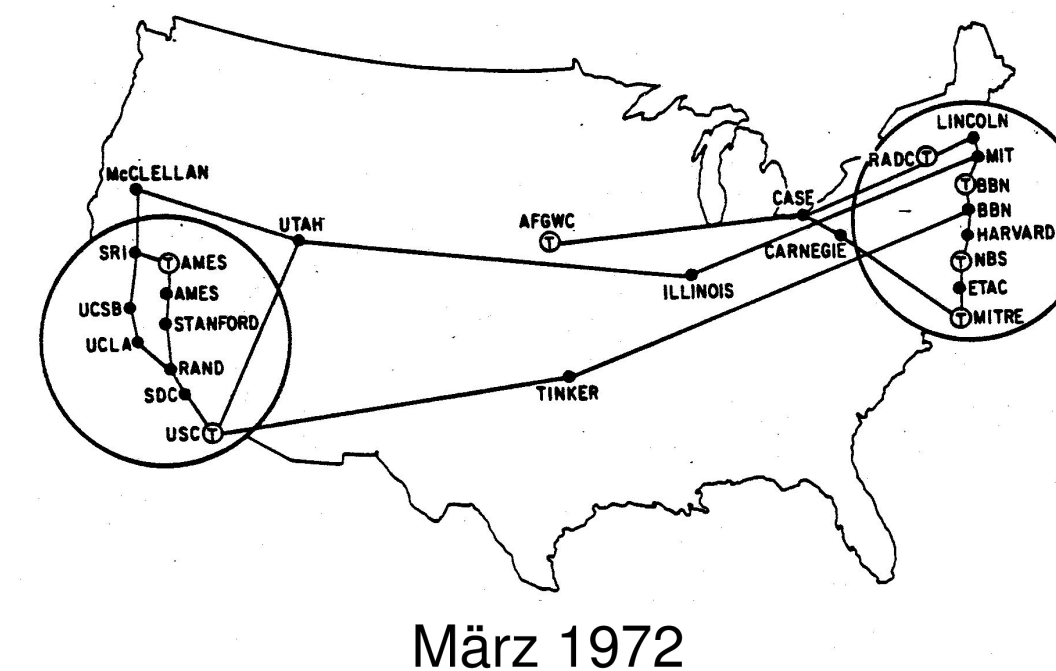 McCLELLAN
UTAH
SRI
T AMES
AMES
UCSB
STANFORD
UCLA
RAND
SDC
USC T
AFGWC
T
CASE
CARNEGIE
ILLINOIS
TINKER
LINCOLN
RADC T
MIT
T BBN
BBN
HARVARD
T NBS
ETAC
T MITRE
März 1972